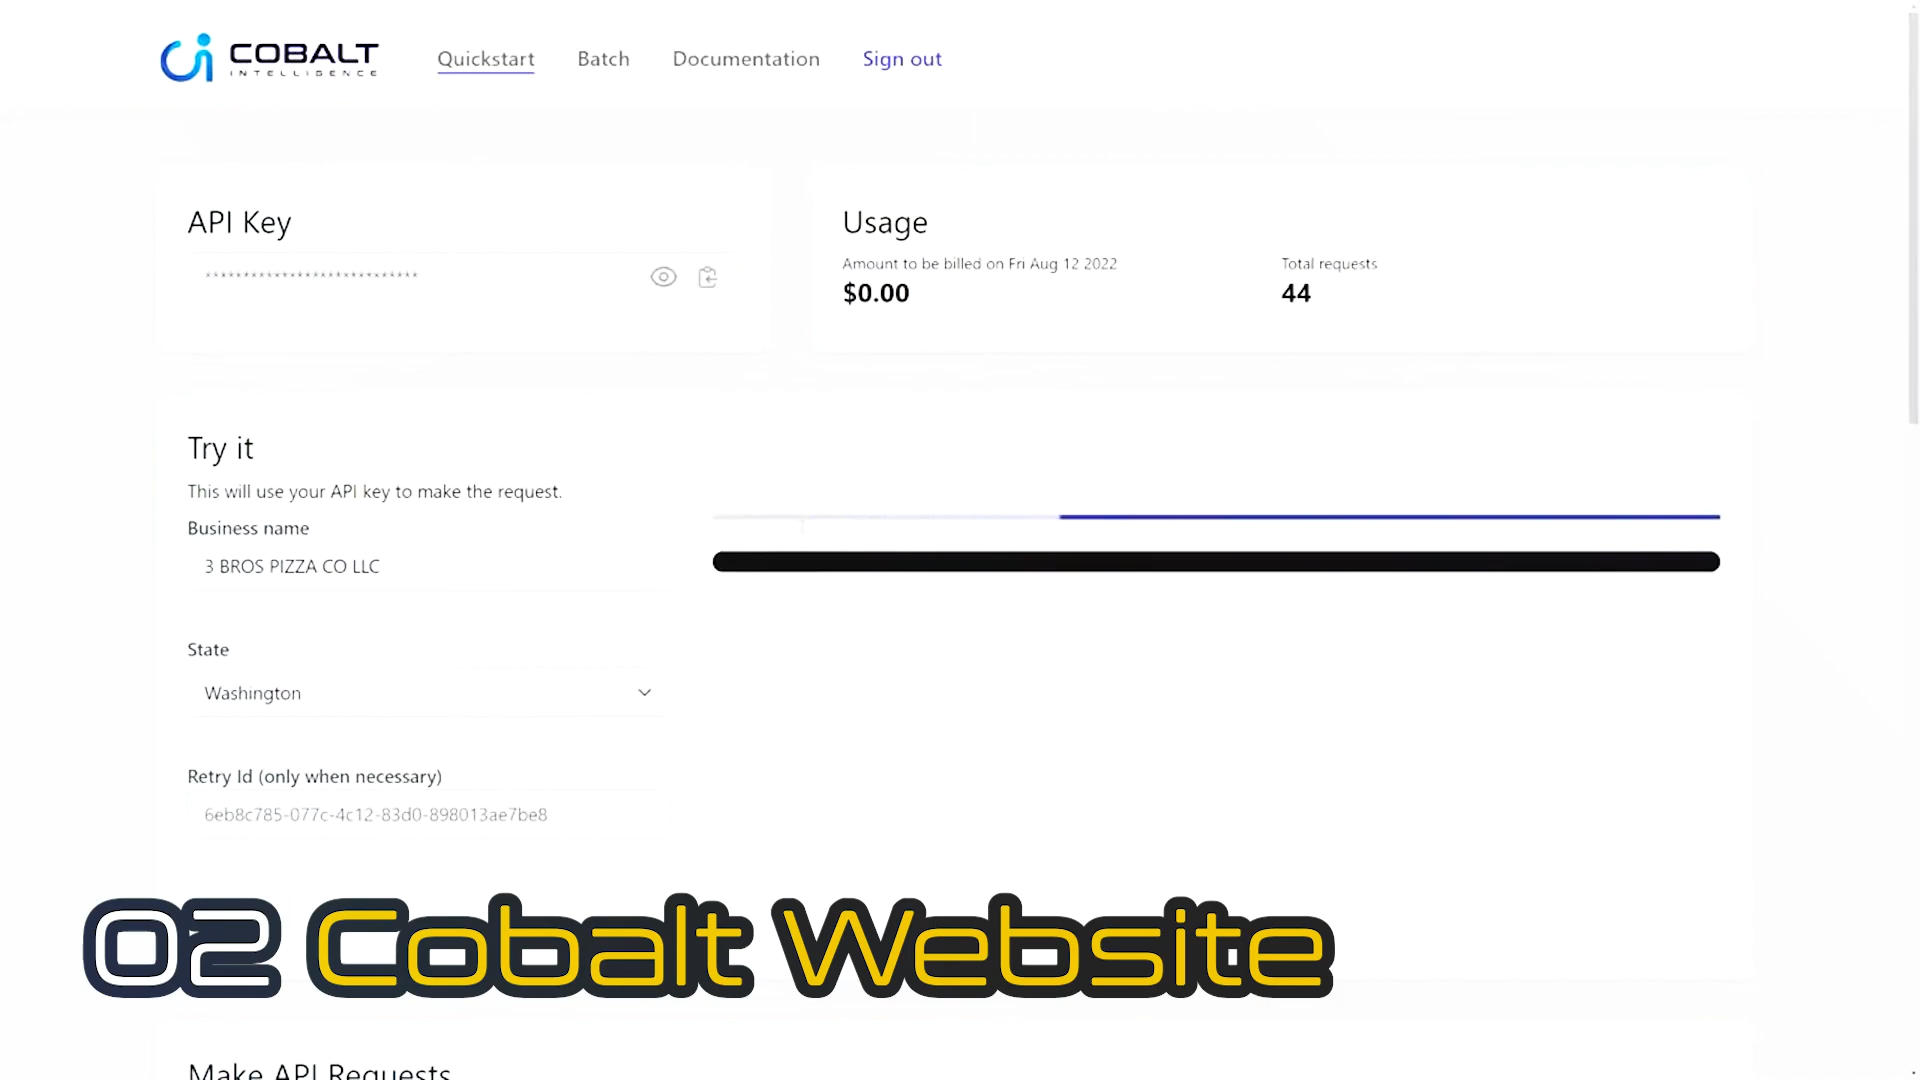 COBALT
INTELLIGENCE
Quickstart
Batch
Documentation
Sign out
API Key
****************************
Usage
Amount to be billed on Fri Aug 12 2022
$0.00
Total requests
44
Try it
This will use your API key to make the request.
Business name
3 BROS PIZZA CO LLC
State
Washington
Retry Id (only when necessary)
6eb8c785-077c-4c12-83d0-898013ae7be8
02 Cobalt Website
Make API Requests